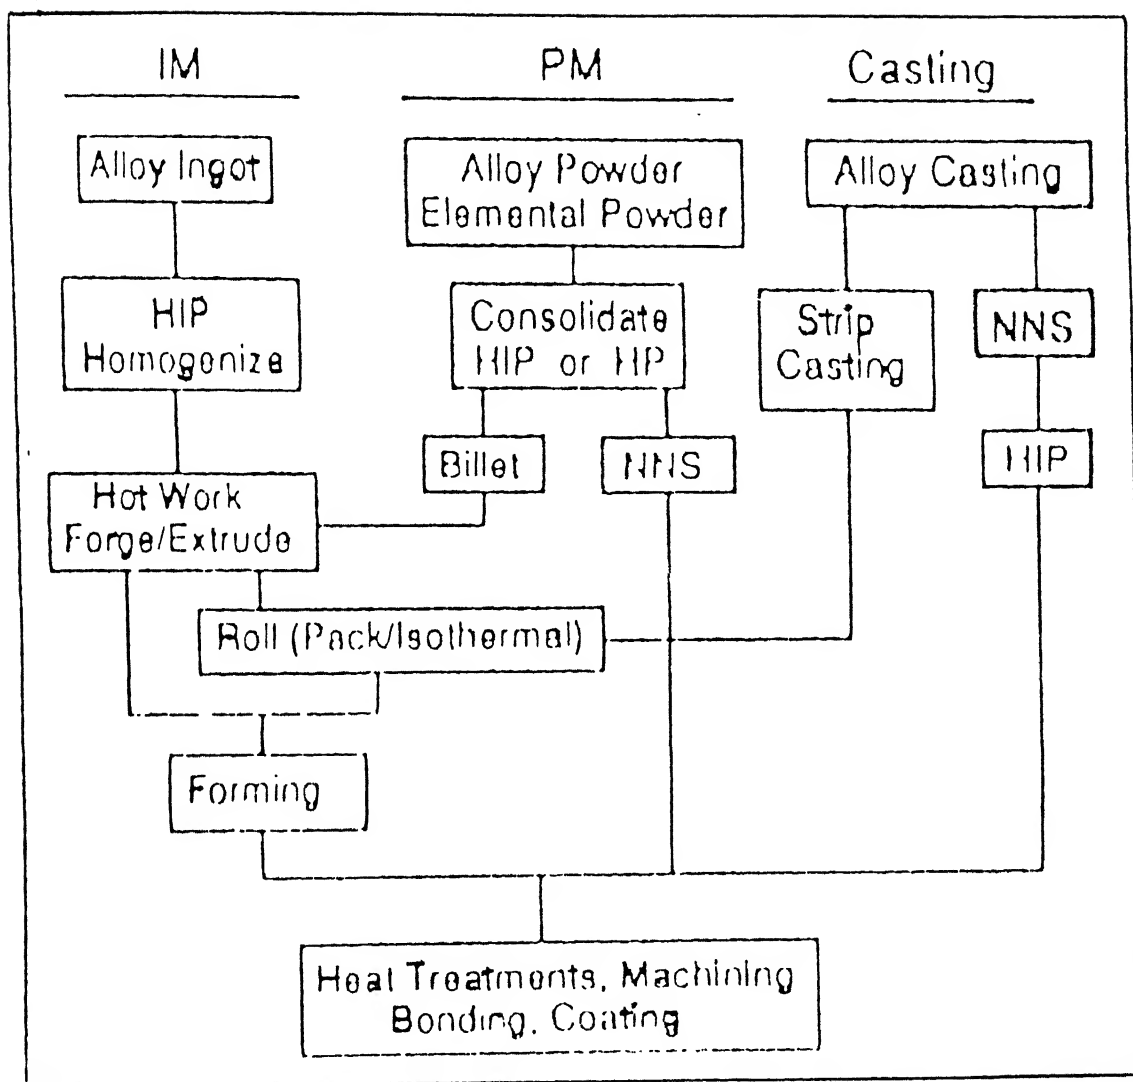 IM
PM
Casting
Alloy Ingot
Alloy Powder
Elemental Powder
Alloy Casting
HIP
Homogenize
Consolidate
HIP or HP
Strip
Casting
NNS
Billet
NNS
HIP
Hot Work
Forge/Extrude
Roll (Pack/Isothermal)
Forming
Heat Treatments, Machining
Bonding, Coating